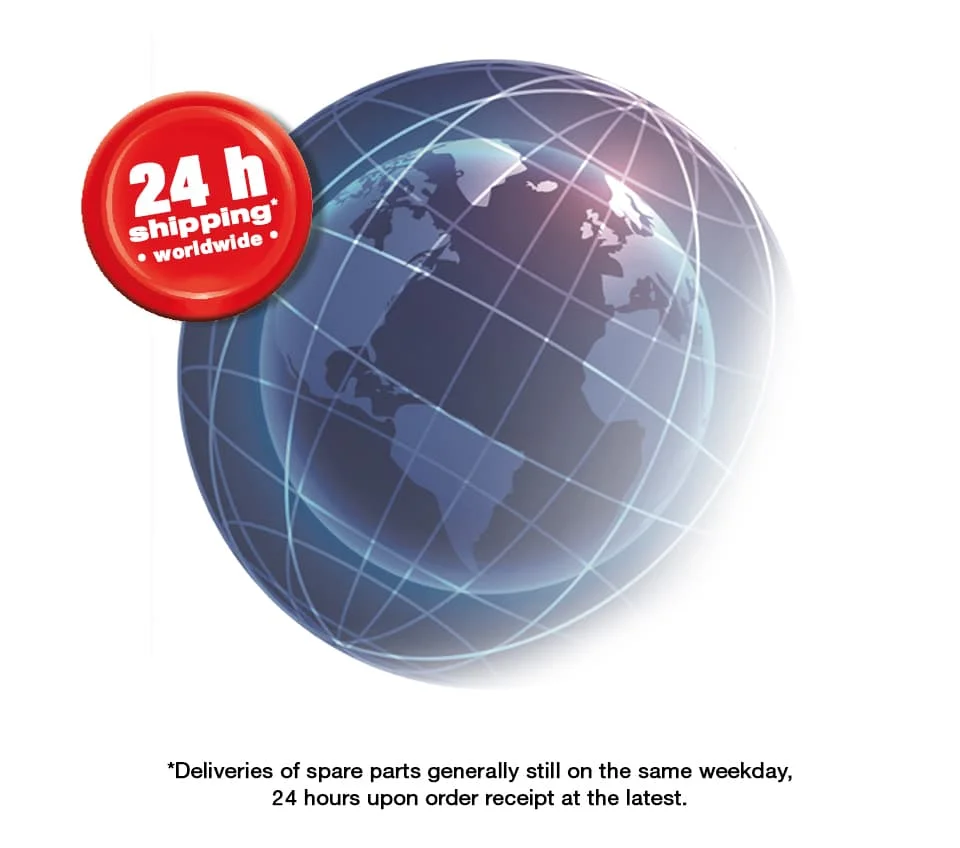 24 h
shipping*
• worldwide •
*Deliveries of spare parts generally still on the same weekday,
24 hours upon order receipt at the latest.